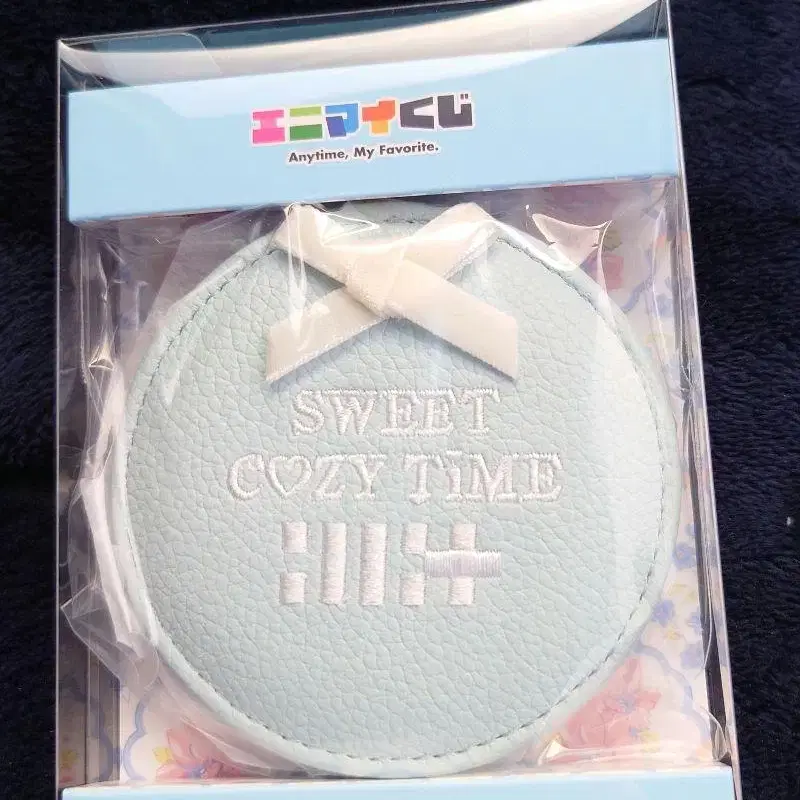 エニマイくじ
Anytime, My Favorite.
SWEET
C♡ZY TiME